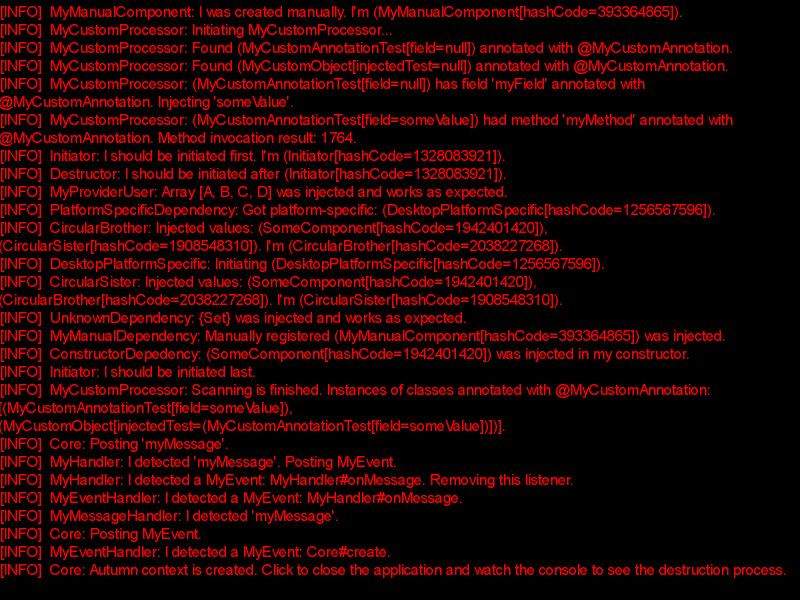 [INFO]  MyManualComponent: I was created manually. I'm (MyManualComponent[hashCode=393364865]).
[INFO]  MyCustomProcessor: Initiating MyCustomProcessor...
[INFO]  MyCustomProcessor: Found (MyCustomAnnotationTest[field=null]) annotated with @MyCustomAnnotation.
[INFO]  MyCustomProcessor: Found (MyCustomObject[injectedTest=null]) annotated with @MyCustomAnnotation.
[INFO]  MyCustomProcessor: (MyCustomAnnotationTest[field=null]) has field 'myField' annotated with
@MyCustomAnnotation. Injecting 'someValue'.
[INFO]  MyCustomProcessor: (MyCustomAnnotationTest[field=someValue]) had method 'myMethod' annotated with
@MyCustomAnnotation. Method invocation result: 1764.
[INFO]  Initiator: I should be initiated first. I'm (Initiator[hashCode=1328083921]).
[INFO]  Destructor: I should be initiated after (Initiator[hashCode=1328083921]).
[INFO]  MyProviderUser: Array [A, B, C, D] was injected and works as expected.
[INFO]  PlatformSpecificDependency: Got platform-specific: (DesktopPlatformSpecific[hashCode=1256567596]).
[INFO]  CircularBrother: Injected values: (SomeComponent[hashCode=1942401420]),
(CircularSister[hashCode=1908548310]). I'm (CircularBrother[hashCode=2038227268]).
[INFO]  DesktopPlatformSpecific: Initiating (DesktopPlatformSpecific[hashCode=1256567596]).
[INFO]  CircularSister: Injected values: (SomeComponent[hashCode=1942401420]),
(CircularBrother[hashCode=2038227268]). I'm (CircularSister[hashCode=1908548310]).
[INFO]  UnknownDependency: {Set} was injected and works as expected.
[INFO]  MyManualDependency: Manually registered (MyManualComponent[hashCode=393364865]) was injected.
[INFO]  ConstructorDepedency: (SomeComponent[hashCode=1942401420]) was injected in my constructor.
[INFO]  Initiator: I should be initiated last.
[INFO]  MyCustomProcessor: Scanning is finished. Instances of classes annotated with @MyCustomAnnotation:
[(MyCustomAnnotationTest[field=someValue]),
(MyCustomObject[injectedTest=(MyCustomAnnotationTest[field=someValue])])].
[INFO]  Core: Posting 'myMessage'.
[INFO]  MyHandler: I detected 'myMessage'. Posting MyEvent.
[INFO]  MyHandler: I detected a MyEvent: MyHandler#onMessage. Removing this listener.
[INFO]  MyEventHandler: I detected a MyEvent: MyHandler#onMessage.
[INFO]  MyMessageHandler: I detected 'myMessage'.
[INFO]  Core: Posting MyEvent.
[INFO]  MyEventHandler: I detected a MyEvent: Core#create.
[INFO]  Core: Autumn context is created. Click to close the application and watch the console to see the destruction process.